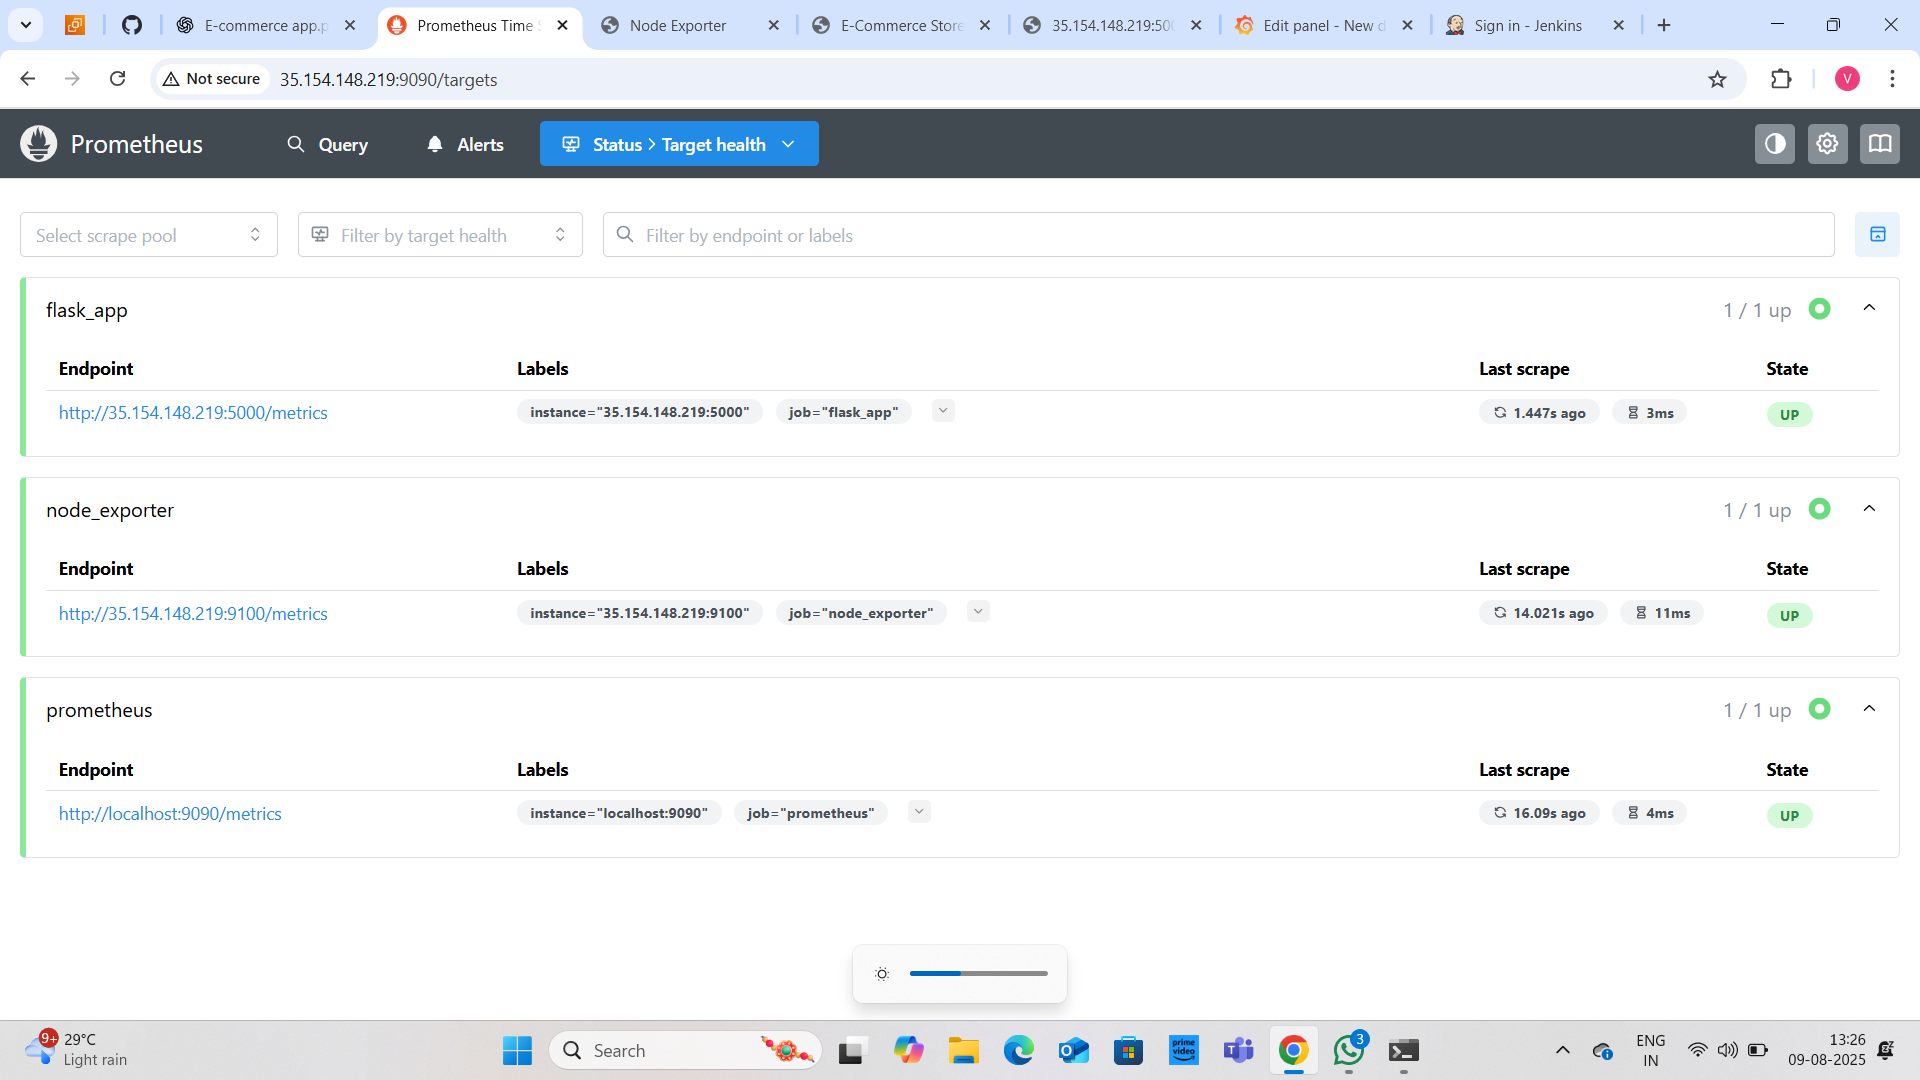 E-commerce app.p
Prometheus Time S
Node Exporter
E-Commerce Store
35.154.148.219:500
Edit panel - New d
Sign in - Jenkins
Not secure
35.154.148.219:9090/targets
V
Prometheus
Query
Alerts
Status > Target health
Select scrape pool
Filter by target health
Filter by endpoint or labels
flask_app
1 / 1 up
Endpoint
Labels
Last scrape
State
http://35.154.148.219:5000/metrics
instance="35.154.148.219:5000"
job="flask_app"
1.447s ago
3ms
UP
node_exporter
1 / 1 up
Endpoint
Labels
Last scrape
State
http://35.154.148.219:9100/metrics
instance="35.154.148.219:9100"
job="node_exporter"
14.021s ago
11ms
UP
prometheus
1 / 1 up
Endpoint
Labels
Last scrape
State
http://localhost:9090/metrics
instance="localhost:9090"
job="prometheus"
16.09s ago
4ms
UP
9+
29°C
Light rain
Search
prime video
3
ENG
IN
13:26
09-08-2025